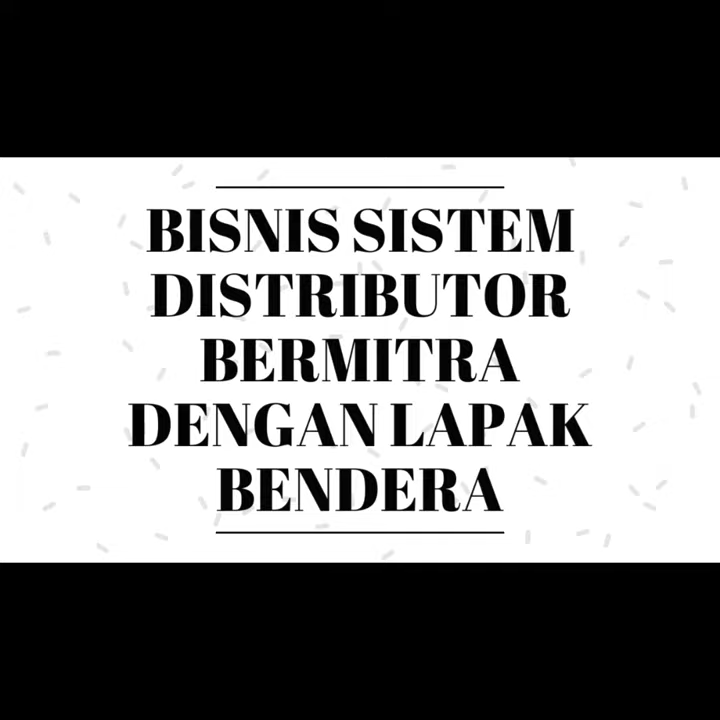 BISNIS SISTEM
DISTRIBUTOR
BERMITRA
DENGAN LAPAK
BENDERA